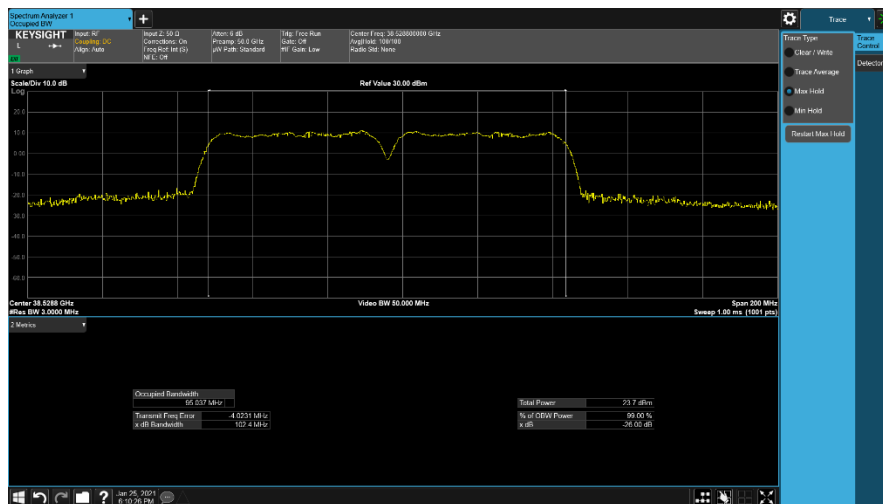 Spectrum Analyzer 1
Occupied BW
+
Trace
KEYSIGHT
L
Input: RF
Coupling: DC
Align: Auto
Input Z: 50 Ω
Corrections: On
Freq Ref: Int (S)
NFE: Off
Atten: 6 dB
Preamp: 50.0 GHz
µW Path: Standard
Trig: Free Run
Gate: Off
#IF Gain: Low
Center Freq: 38.528800000 GHz
Avg|Hold: 100/100
Radio Std: None
Trace Type
Clear / Write
Trace Average
Max Hold
Min Hold
Restart Max Hold
Trace
Control
Detector
1 Graph
Scale/Div 10.0 dB
Ref Value 30.00 dBm
Log
20.0
10.0
0.00
-10.0
-20.0
-30.0
-40.0
-50.0
-60.0
Center 38.5288 GHz
Video BW 50.000 MHz
Span 200 MHz
#Res BW 3.0000 MHz
Sweep 1.00 ms (1001 pts)
2 Metrics
Occupied Bandwidth
95.037 MHz
Transmit Freq Error -4.0231 MHz
x dB Bandwidth 102.4 MHz
Total Power 23.7 dBm
% of OBW Power 99.00 %
x dB -26.00 dB
?
Jan 25, 2021
6:10:26 PM